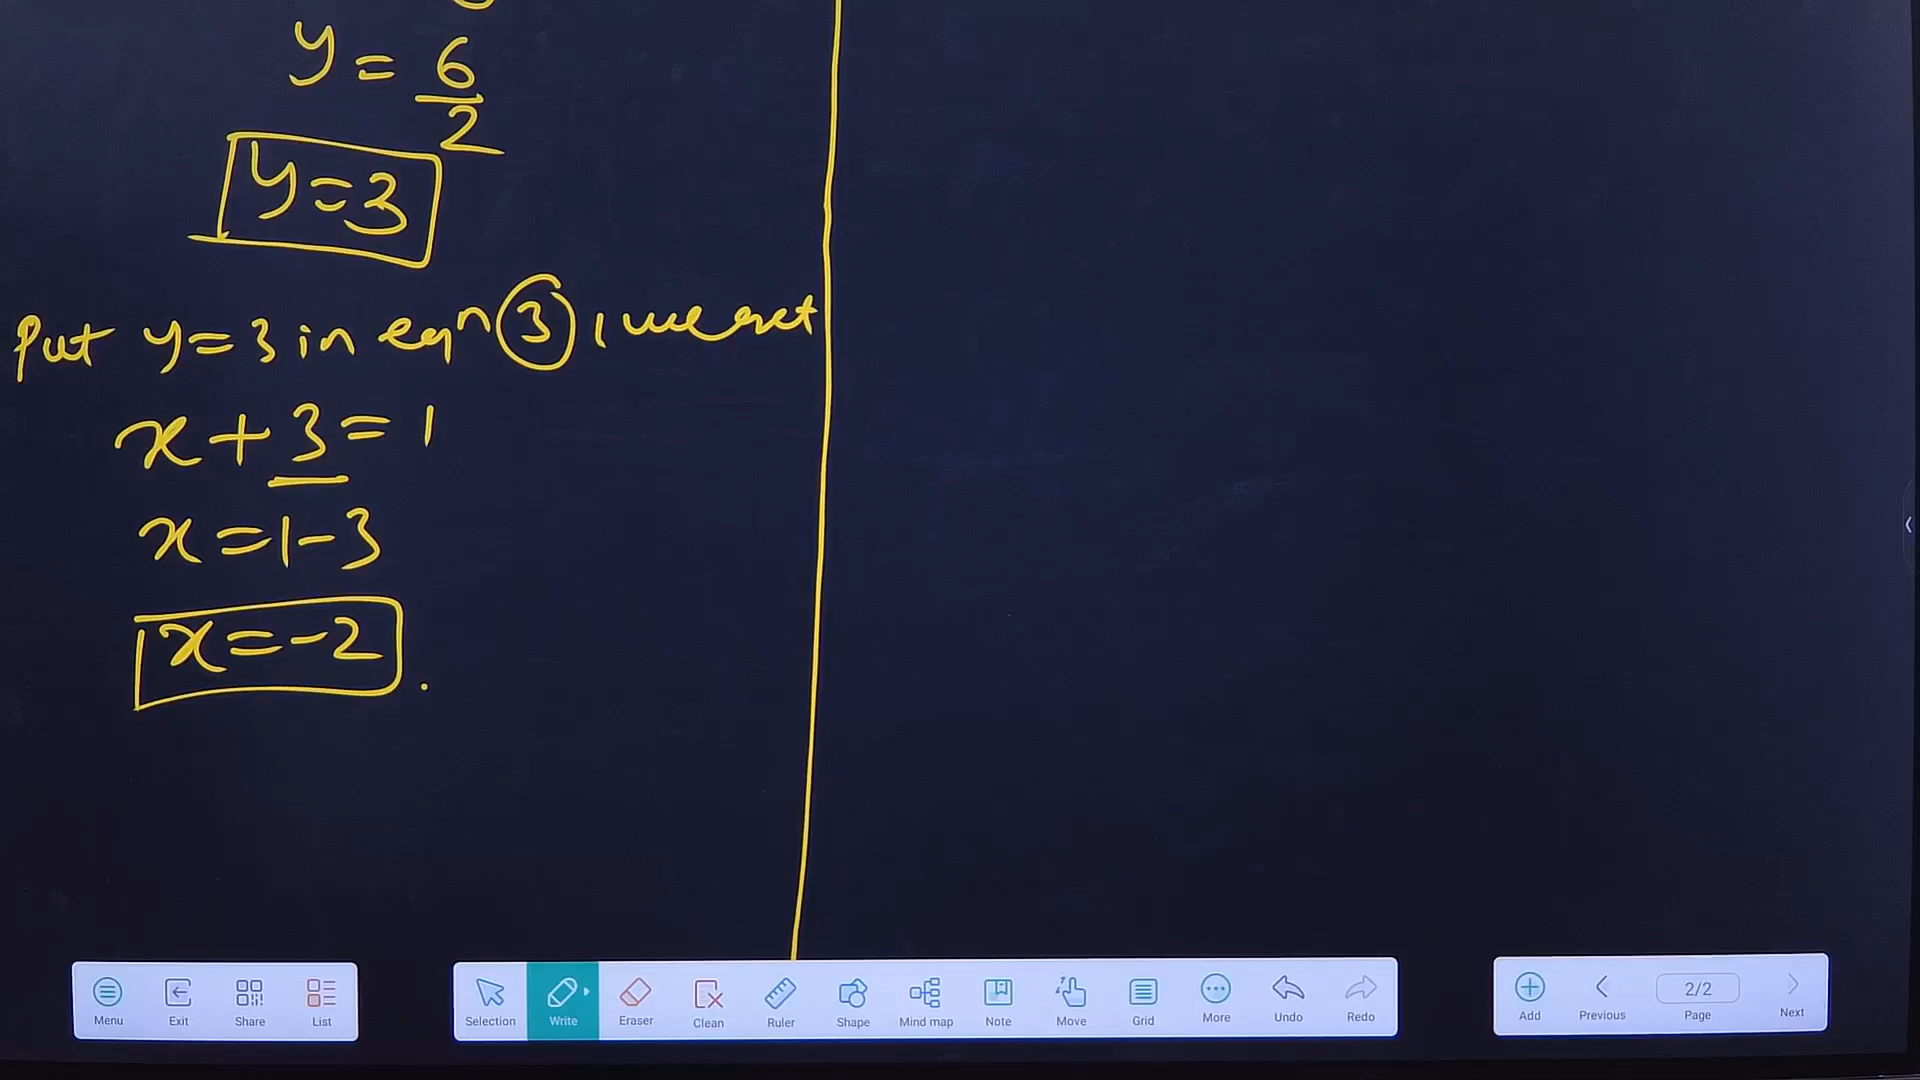 y = 6/2
y = 3
Put y = 3 in eqn ③, we get
x + 3 = 1
x = 1 - 3
x = -2.
Menu Exit Share List Selection Write Eraser Clean Ruler Shape Mind map Note Move Grid More Undo Redo Add Previous 2/2 Page Next